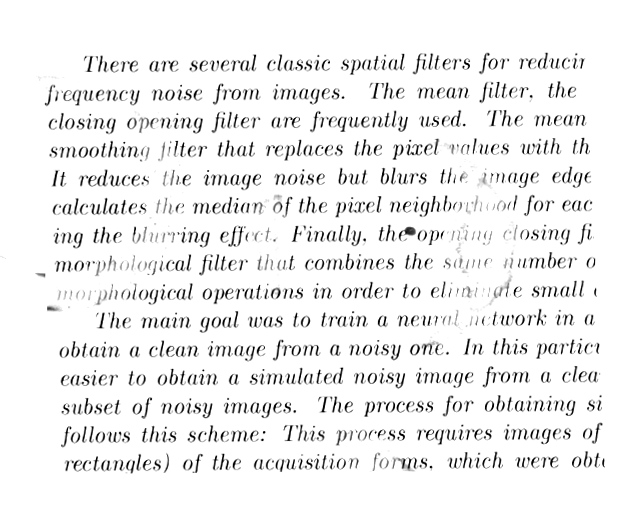 There are several classic spatial filters for reducin
frequency noise from images. The mean filter, the
closing opening filter are frequently used. The mean
smoothing filter that replaces the pixel values with th
It reduces the image noise but blurs the image edge
calculates the median of the pixel neighborhood for eac
ing the blurring effect. Finally, the opening closing fi
morphological filter that combines the same number o
morphological operations in order to eliminate small
The main goal was to train a neural network in a
obtain a clean image from a noisy one. In this particu
easier to obtain a simulated noisy image from a clea
subset of noisy images. The process for obtaining si
follows this scheme: This process requires images of
rectangles) of the acquisition forms, which were obt